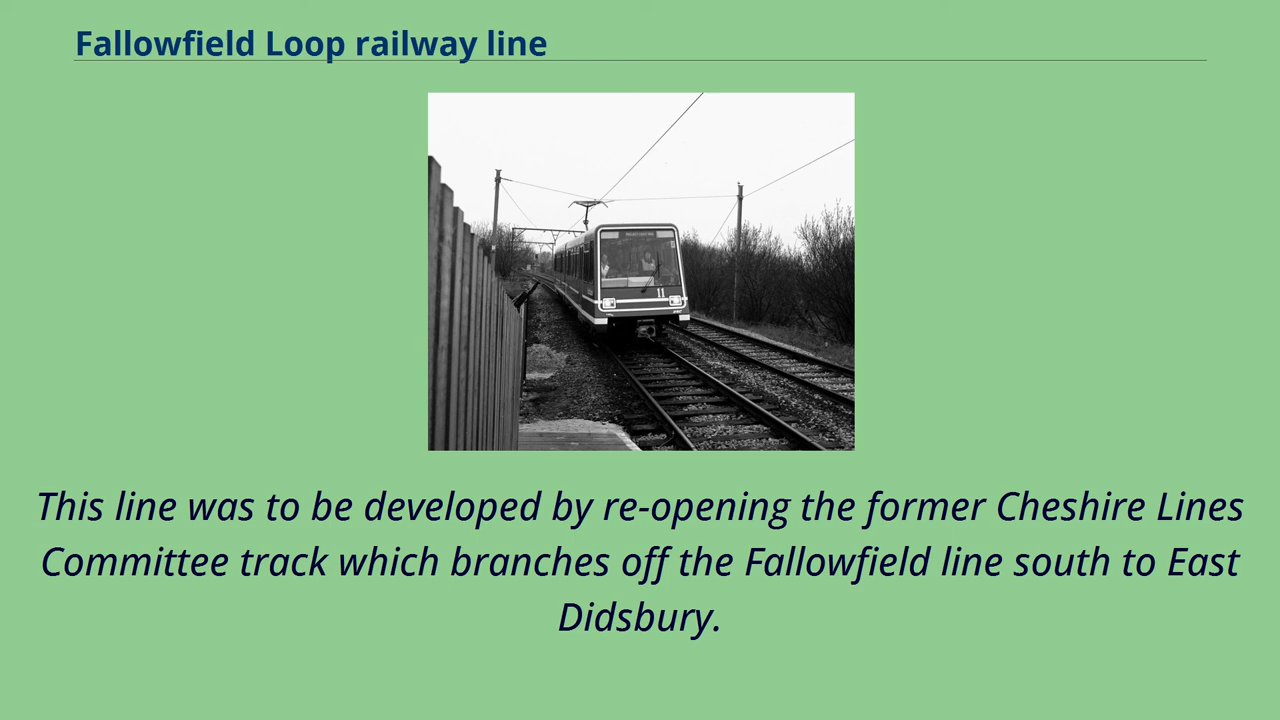 Fallowfield Loop railway line
11
This line was to be developed by re-opening the former Cheshire Lines
Committee track which branches off the Fallowfield line south to East
Didsbury.